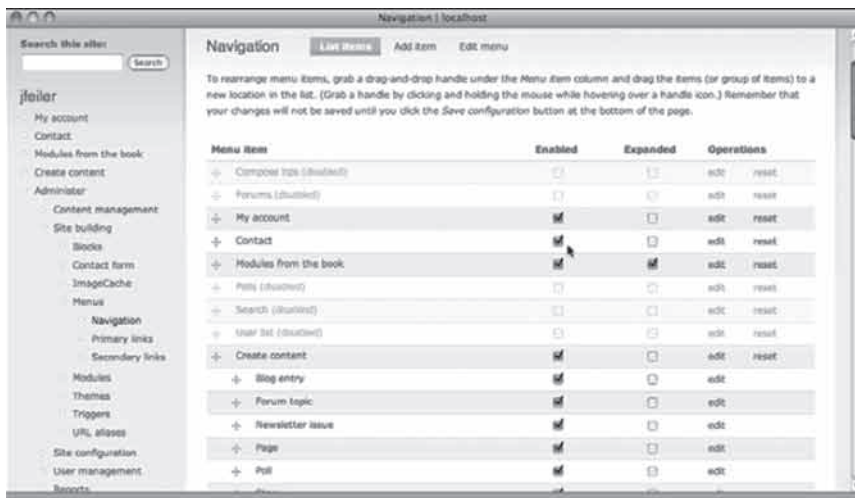 Navigation | localhost
Search this site:
Search
jfeiler
My account
Contact
Modules from the book
Create content
Administer
Content management
Site building
Blocks
Contact form
ImageCache
Menus
Navigation
Primary links
Secondary links
Modules
Themes
Triggers
URL aliases
Site configuration
User management
Reports
Navigation
List items
Add item
Edit menu
To rearrange menu items, grab a drag-and-drop handle under the Menu item column and drag the items (or group of items) to a
new location in the list. (Grab a handle by clicking and holding the mouse while hovering over a handle icon.) Remember that
your changes will not be saved until you click the Save configuration button at the bottom of the page.
Menu item Enabled Expanded Operations
Compose tips (disabled) edit reset
Forums (disabled) edit reset
My account edit reset
Contact edit reset
Modules from the book edit reset
Polls (disabled) edit reset
Search (disabled) edit reset
User list (disabled) edit reset
Create content edit reset
Blog entry edit
Forum topic edit
Newsletter issue edit
Page edit
Poll edit